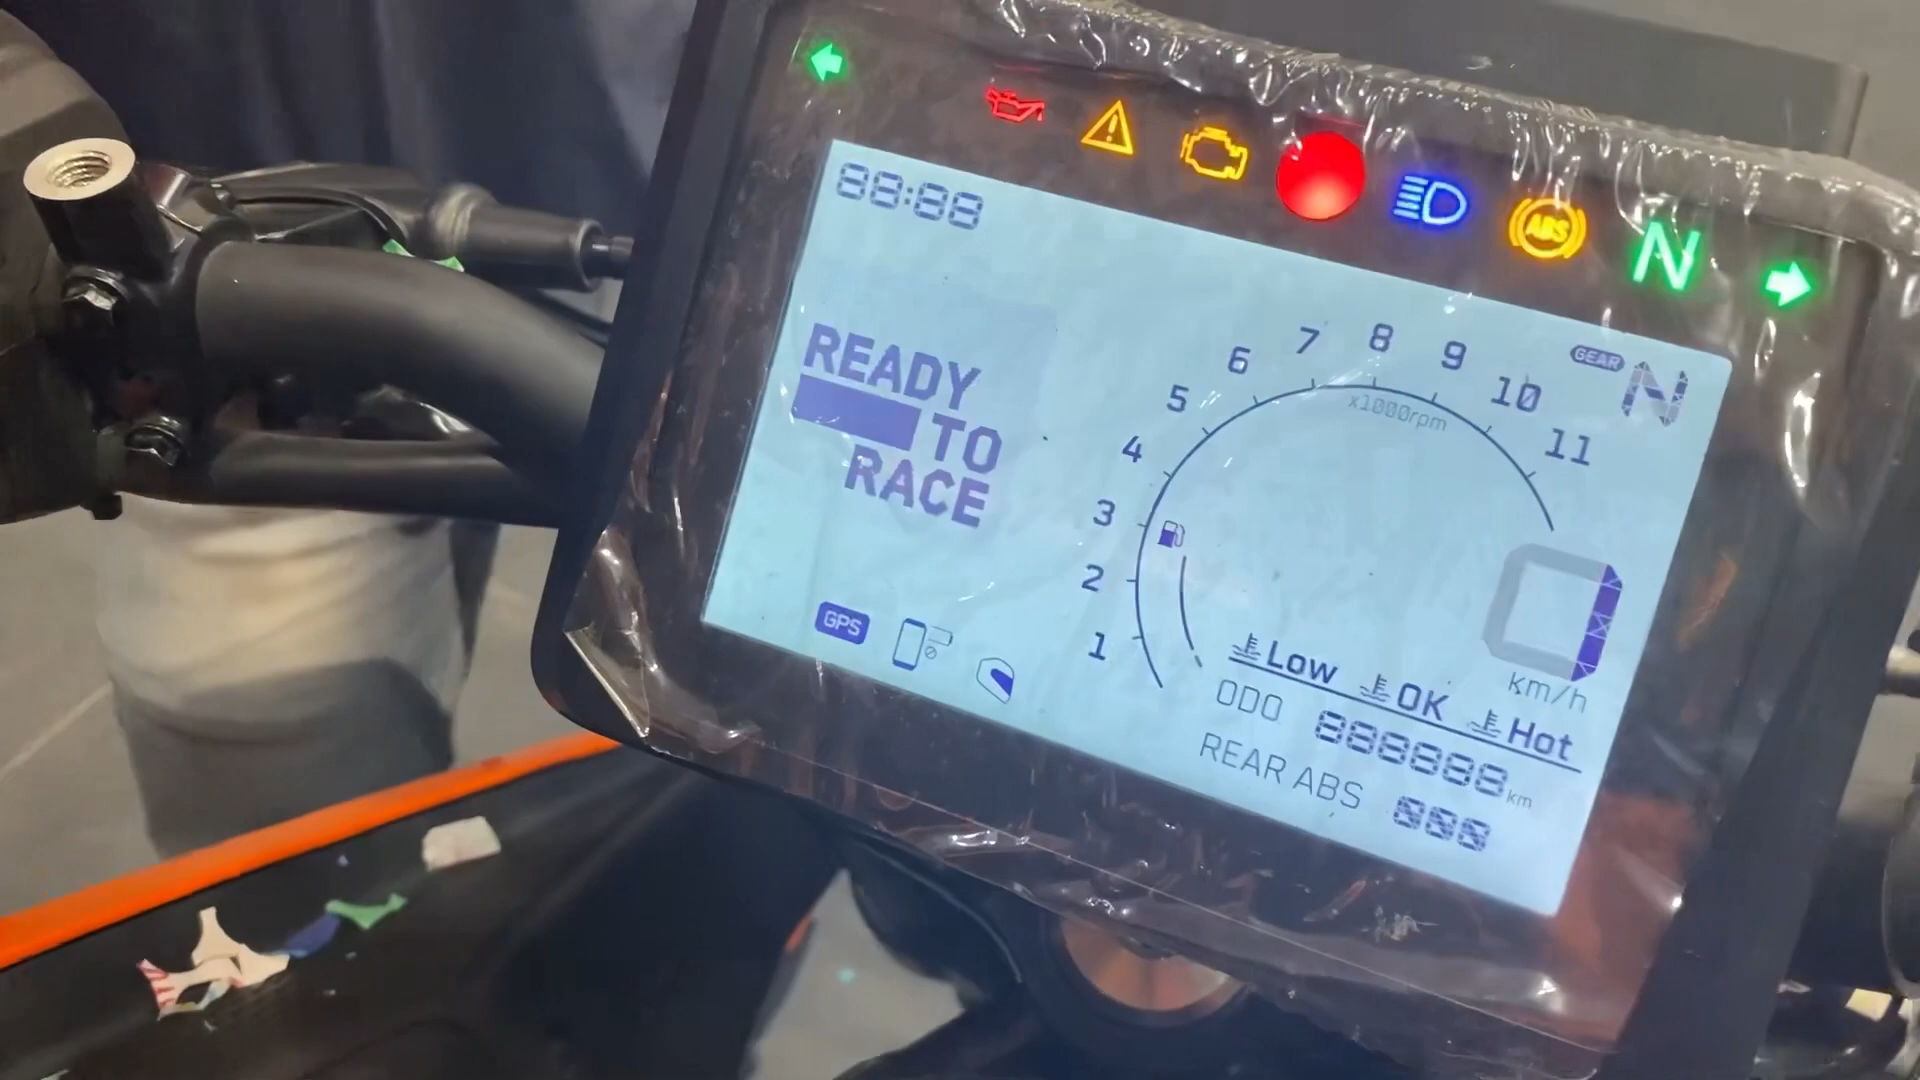 ABS
N
88:88
READY
TO
RACE
GPS
1
2
3
4
5
6
7
8
9
10
11
x1000rpm
GEAR N
km/h
Low OK Hot
ODO 888888 km
REAR ABS